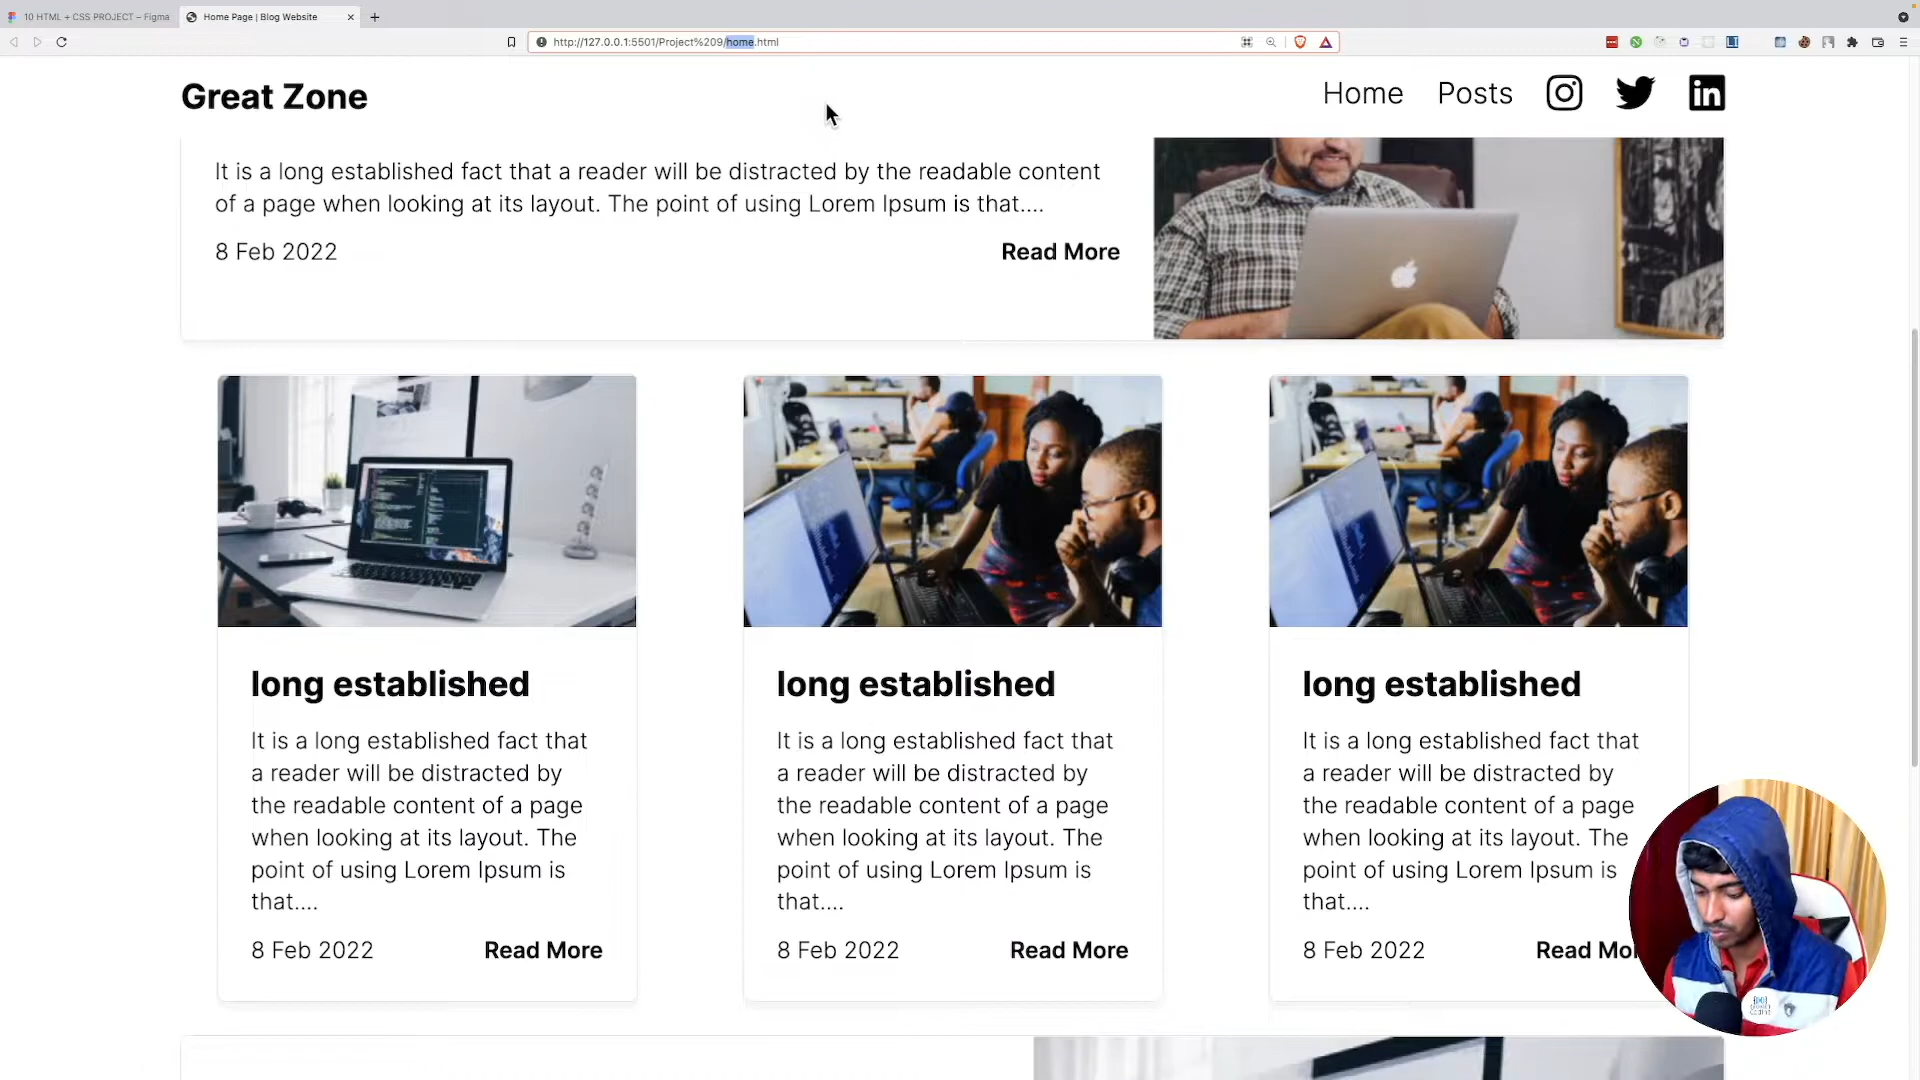 10 HTML + CSS PROJECT – Figma
Home Page | Blog Website
http://127.0.0.1:5501/Project%209/home.html
Great Zone
Home
Posts
It is a long established fact that a reader will be distracted by the readable content
of a page when looking at its layout. The point of using Lorem Ipsum is that....
8 Feb 2022
Read More
long established
It is a long established fact that
a reader will be distracted by
the readable content of a page
when looking at its layout. The
point of using Lorem Ipsum is
that....
8 Feb 2022
Read More
long established
It is a long established fact that
a reader will be distracted by
the readable content of a page
when looking at its layout. The
point of using Lorem Ipsum is
that....
8 Feb 2022
Read More
long established
It is a long established fact that
a reader will be distracted by
the readable content of a page
when looking at its layout. The
point of using Lorem Ipsum is
that....
8 Feb 2022
Read Mo